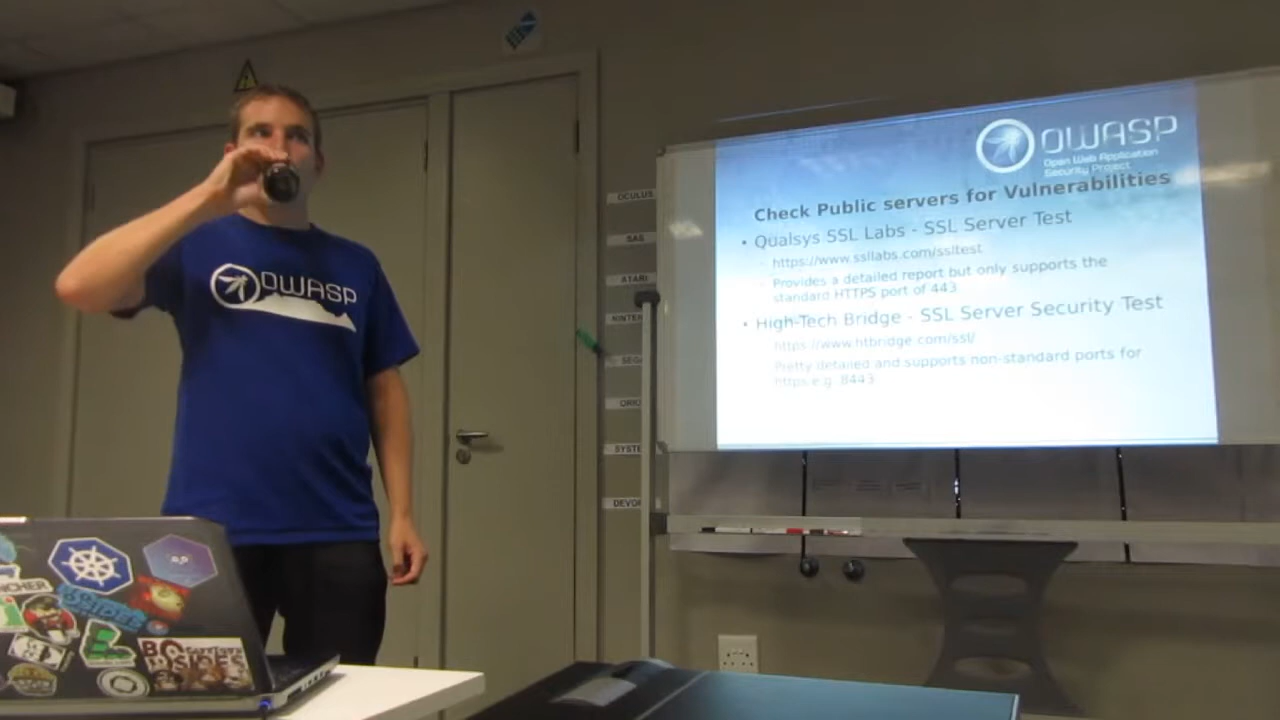 OWASP
Open Web Application
Security Project
Check Public servers for Vulnerabilities
• Qualsys SSL Labs - SSL Server Test
https://www.ssllabs.com/ssltest
Provides a detailed report but only supports the
standard HTTPS port of 443
• High-Tech Bridge - SSL Server Security Test
https://www.htbridge.com/ssl/
Pretty detailed and supports non-standard ports for
https e.g. 8443
OWASP
OCULUS
SAS
ATARI